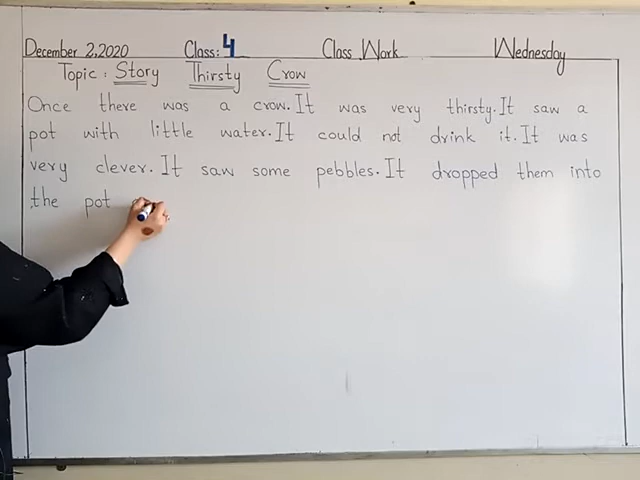 December 2,2020 Class: 4 Class Work Wednesday
Topic : Story Thirsty Crow
Once there was a crow. It was very thirsty. It saw a
pot with little water. It could not drink it. It was
very clever. It saw some pebbles. It dropped them into
the pot